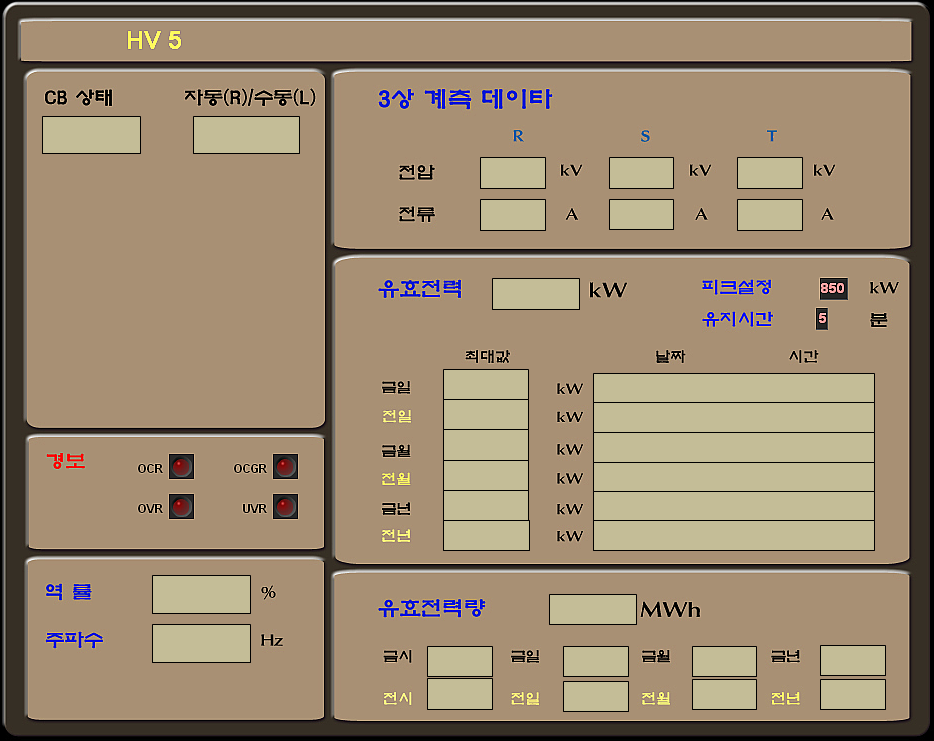 HV 5
CB 상태 자동(R)/수동(L)
3상 계측 데이타
R S T
전압 kV kV kV
전류 A A A
유효전력 kW 피크설정 850 kW
유지시간 5 분
최대값 날짜 시간
금일 kW
전일 kW
금월 kW
전월 kW
금년 kW
전년 kW
경보 OCR OCGR
OVR UVR
역 률 %
주파수 Hz
유효전력량 MWh
금시 금일 금월 금년
전시 전일 전월 전년